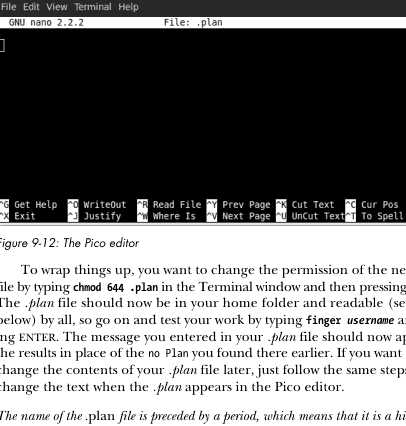 File Edit View Terminal Help
GNU nano 2.2.2 File: .plan
^G Get Help ^O WriteOut ^R Read File ^Y Prev Page ^K Cut Text ^C Cur Pos
^X Exit ^J Justify ^W Where Is ^V Next Page ^U UnCut Text ^T To Spell
Figure 9-12: The Pico editor
To wrap things up, you want to change the permission of the ne
file by typing chmod 644 .plan in the Terminal window and then pressing
The .plan file should now be in your home folder and readable (se
below) by all, so go on and test your work by typing finger username a
ing ENTER. The message you entered in your .plan file should now ap
the results in place of the no Plan you found there earlier. If you want
change the contents of your .plan file later, just follow the same step
change the text when the .plan appears in the Pico editor.
The name of the .plan file is preceded by a period, which means that it is a hi